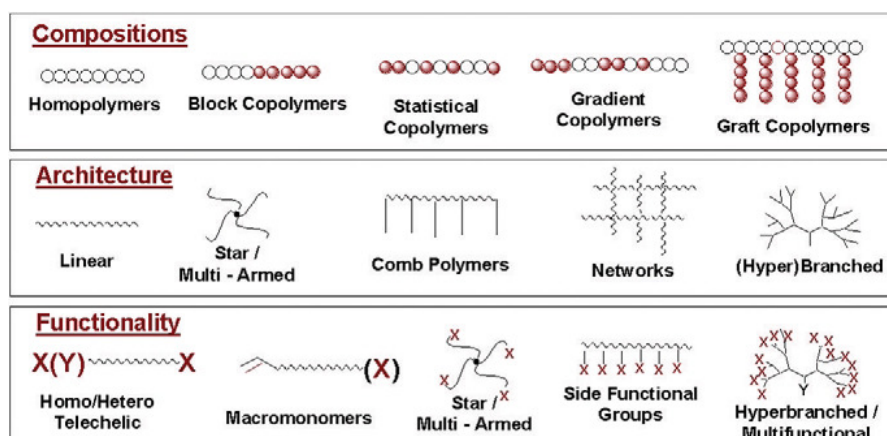 Compositions
Homopolymers
Block Copolymers
Statistical
Copolymers
Gradient
Copolymers
Graft Copolymers
Architecture
Linear
Star /
Multi - Armed
Comb Polymers
Networks
(Hyper)Branched
Functionality
X(Y) X
Homo/Hetero
Telechelic
(X)
Macromonomers
X
X
X
Star /
Multi - Armed
X X X X X X
Side Functional
Groups
Y
Hyperbranched /
Multifunctional